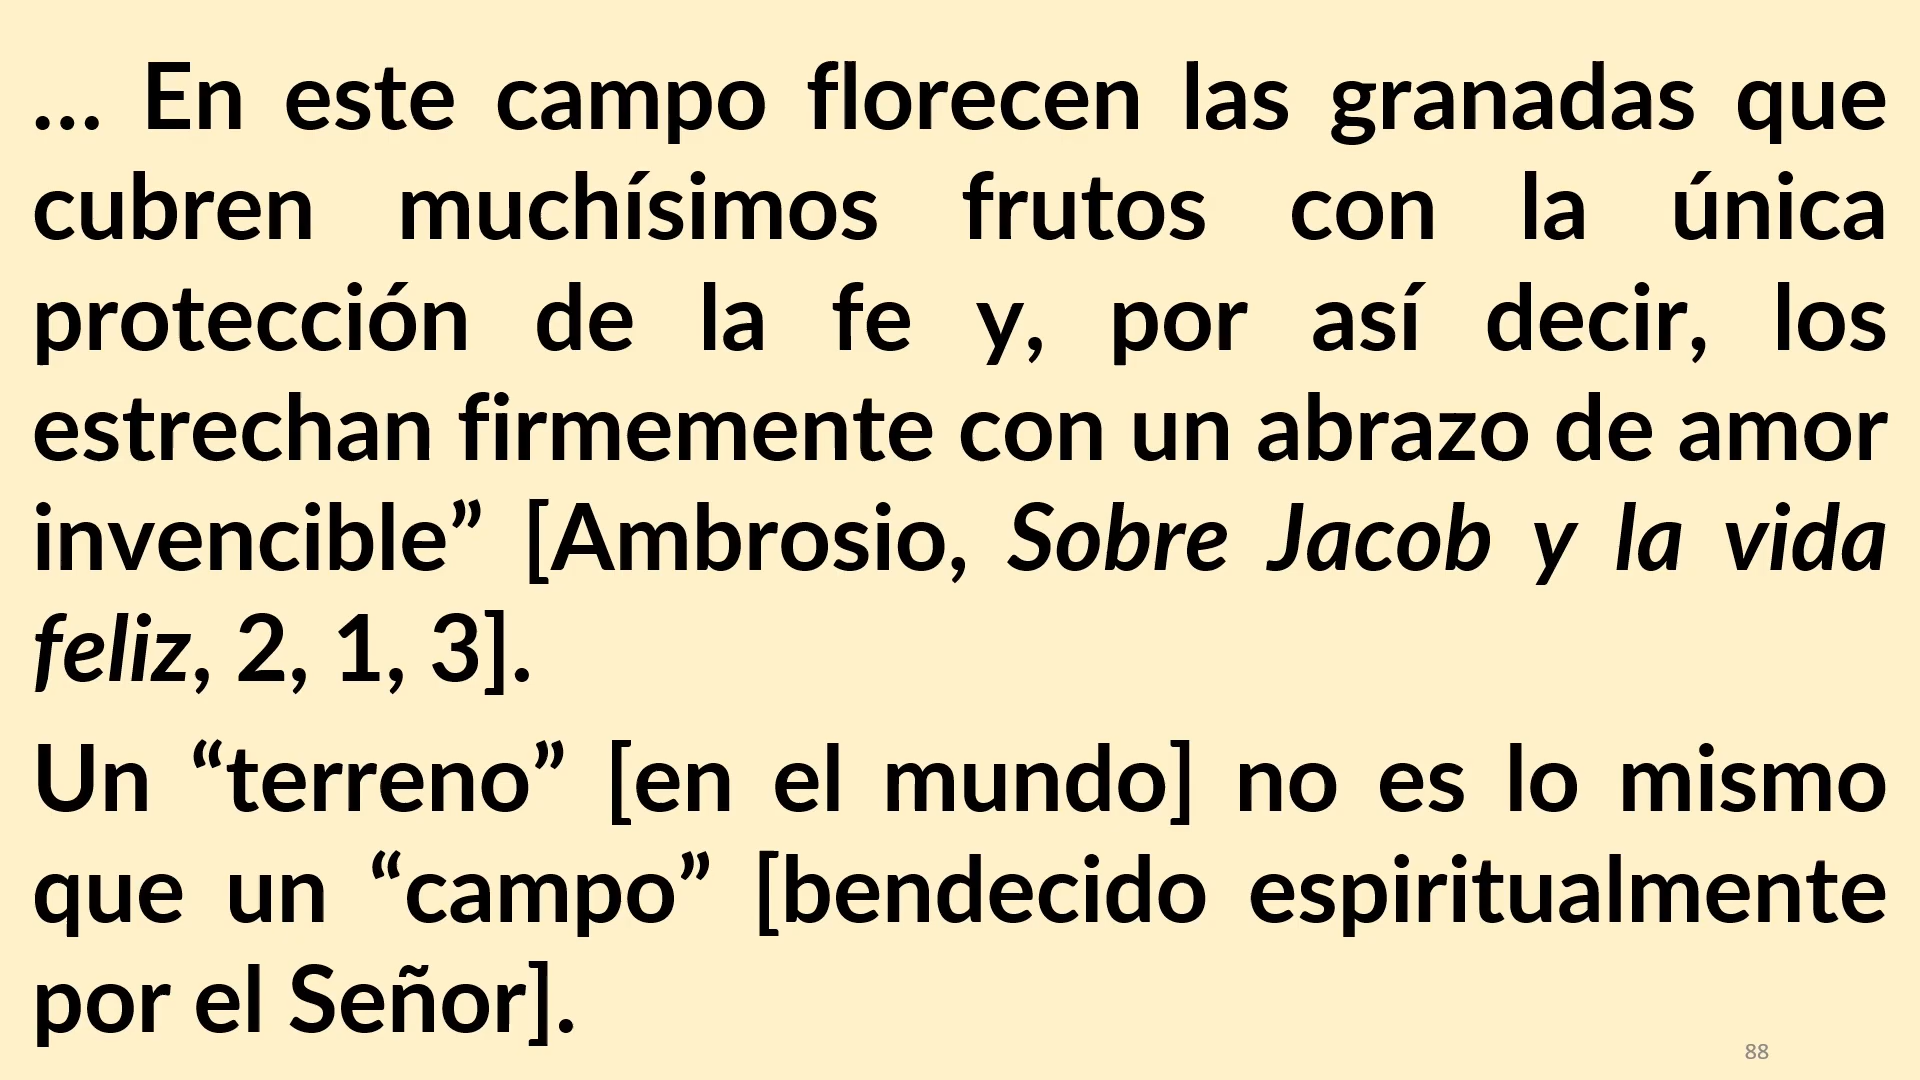 … En este campo florecen las granadas que
cubren muchísimos frutos con la única
protección de la fe y, por así decir, los
estrechan firmemente con un abrazo de amor
invencible” [Ambrosio, Sobre Jacob y la vida
feliz, 2, 1, 3].
Un “terreno” [en el mundo] no es lo mismo
que un “campo” [bendecido espiritualmente
por el Señor].
88